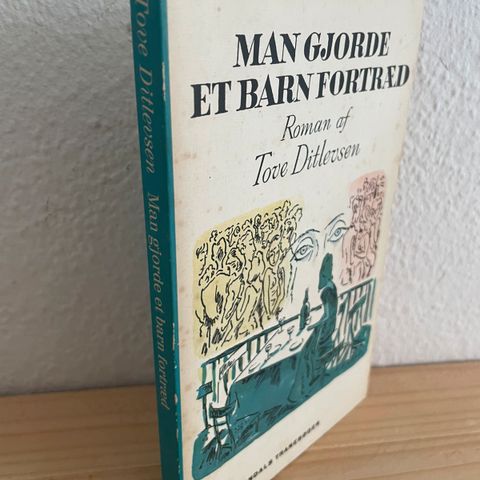 MAN GJORDE
ET BARN FORTRÆD
Roman af
Tove Ditlevsen
Tove Ditlevsen Man gjorde et barn fortræd